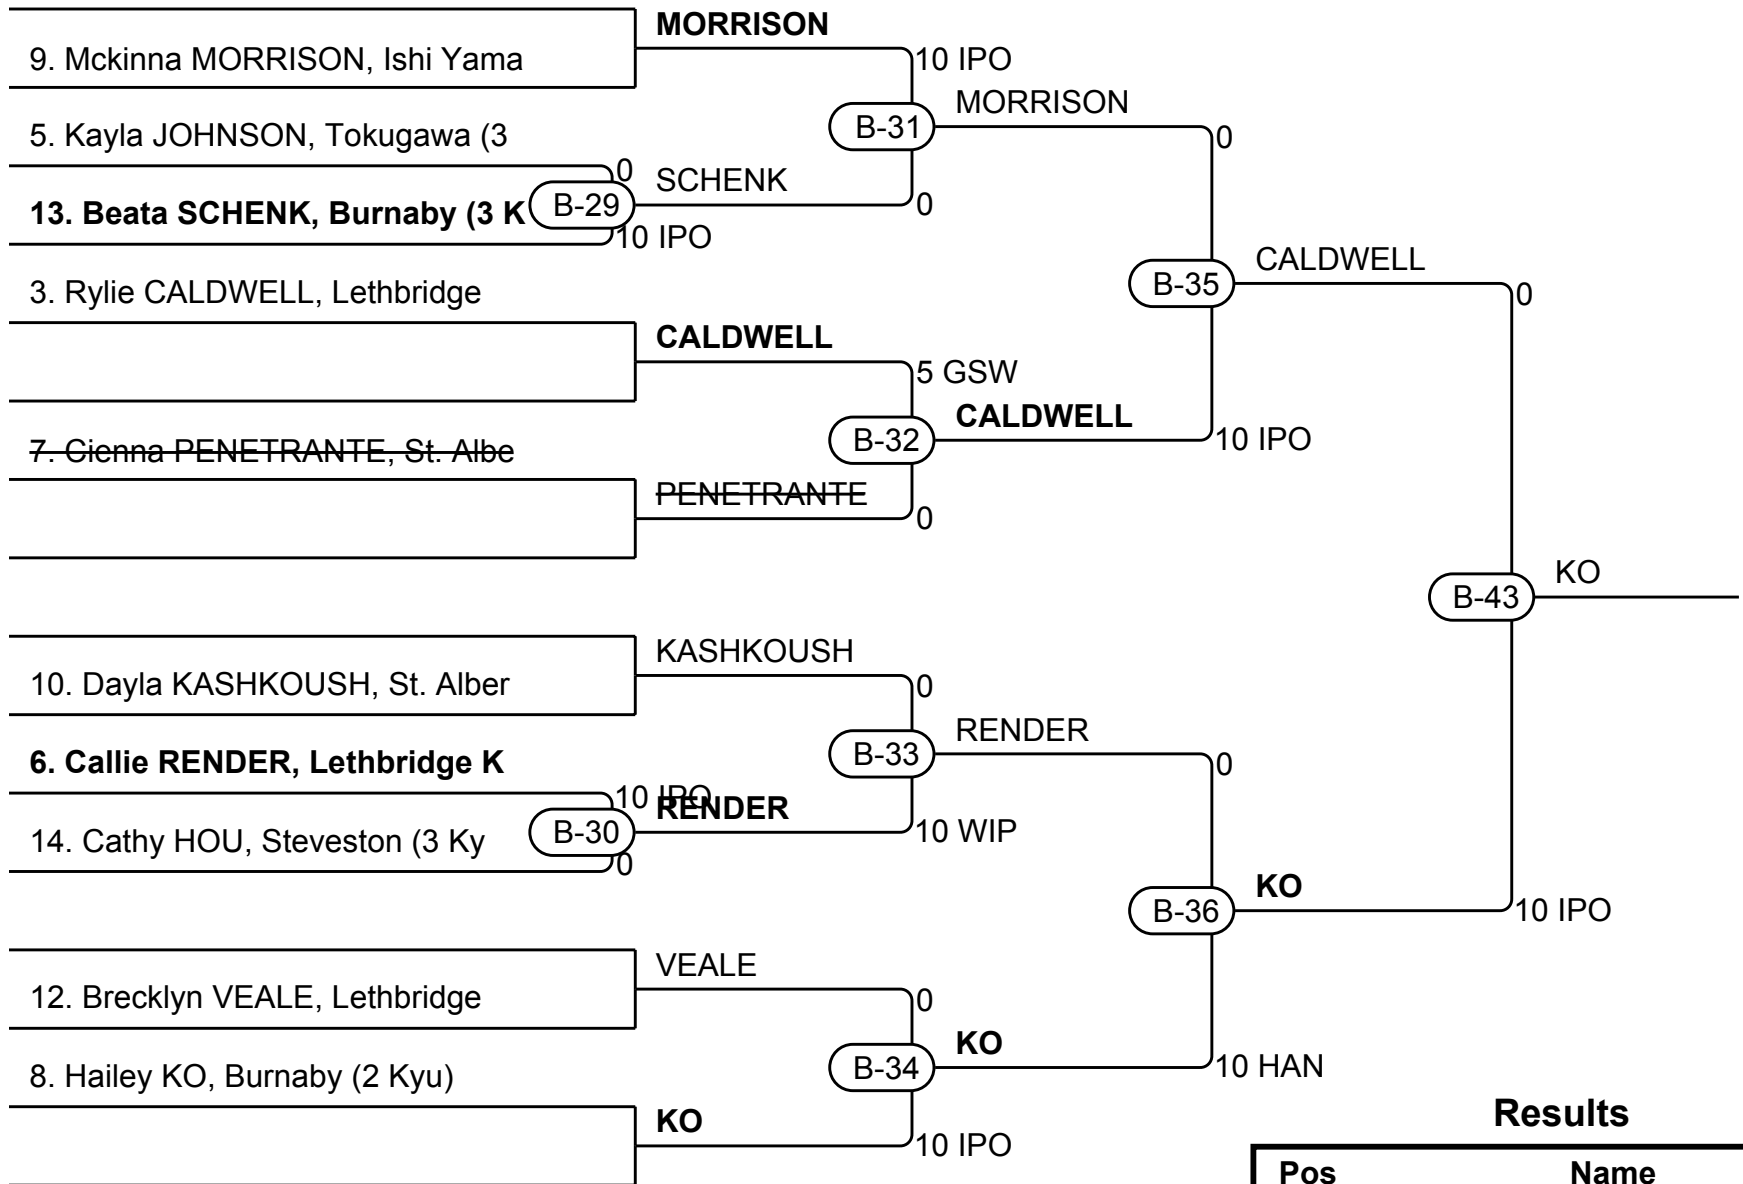 MORRISON
9. Mckinna MORRISON, Ishi Yama
10 IPO
MORRISON
B-31
5. Kayla JOHNSON, Tokugawa (3
0
0
SCHENK
13. Beata SCHENK, Burnaby (3 K
B-29
0
10 IPO
CALDWELL
B-35
3. Rylie CALDWELL, Lethbridge
0
CALDWELL
5 GSW
CALDWELL
B-32
10 IPO
7. Cienna PENETRANTE, St. Albe
PENETRANTE
0
KO
B-43
KASHKOUSH
10. Dayla KASHKOUSH, St. Alber
0
RENDER
B-33
0
6. Callie RENDER, Lethbridge K
10 IPO
RENDER
B-30
10 WIP
14. Cathy HOU, Steveston (3 Ky
0
KO
B-36
10 IPO
VEALE
12. Brecklyn VEALE, Lethbridge
0
KO
B-34
10 HAN
8. Hailey KO, Burnaby (2 Kyu)
KO
10 IPO
Results
Pos Name